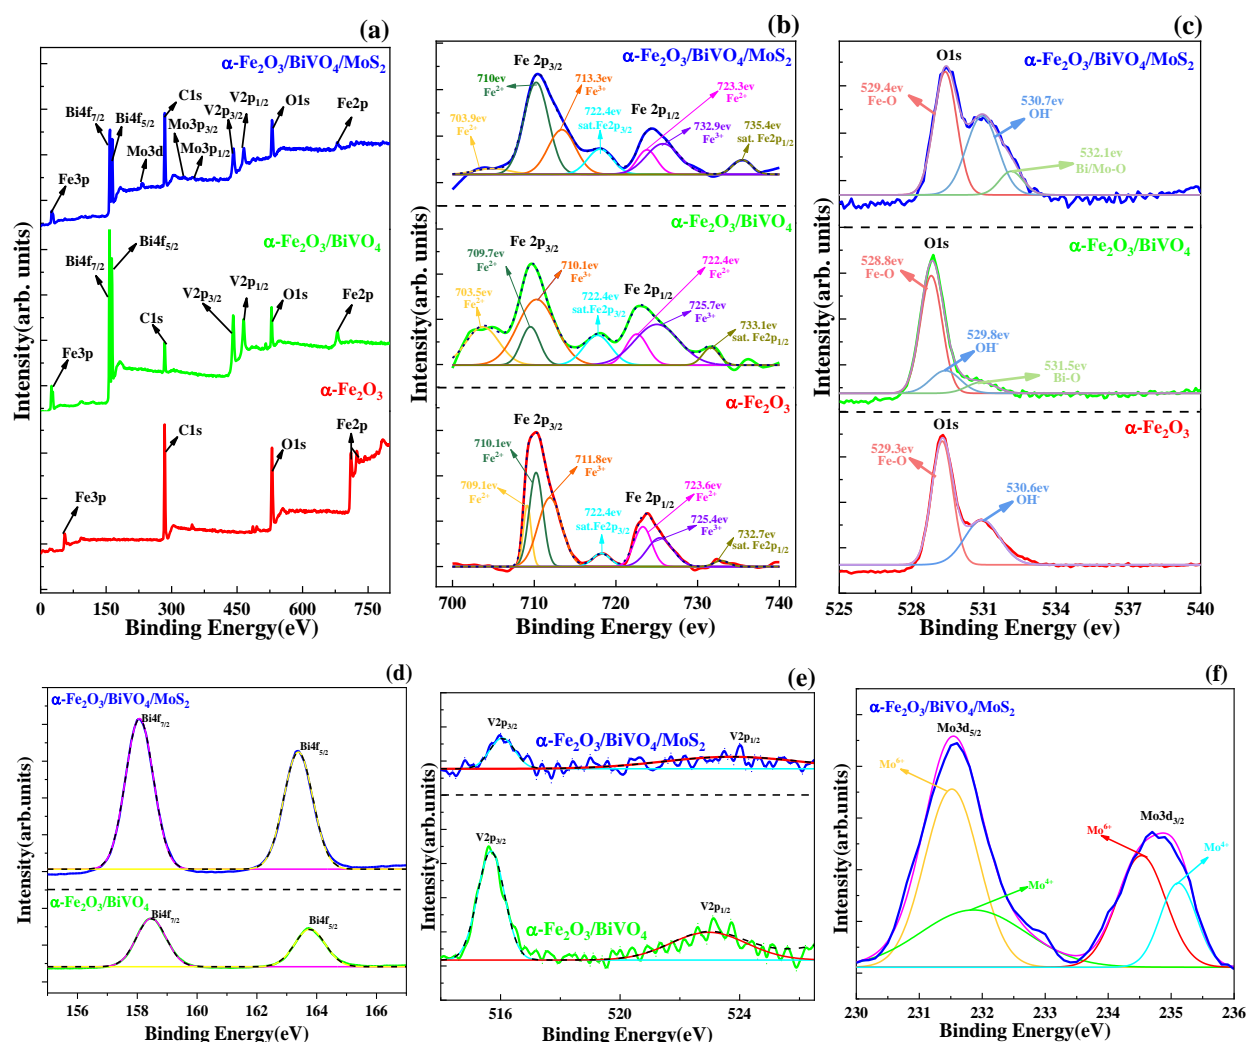 (a)
α-Fe₂O₃/BiVO₄/MoS₂
C1s
V2p₁/₂
Bi4f₇/₂
Bi4f₅/₂
Mo3p₃/₂
V2p₃/₂
O1s
Fe2p
Mo3d
Mo3p₁/₂
Fe3p
α-Fe₂O₃/BiVO₄
Bi4f₅/₂
Bi4f₇/₂
V2p₃/₂
V2p₁/₂
O1s
Fe2p
C1s
Fe3p
α-Fe₂O₃
C1s
O1s
Fe2p
Fe3p
Intensity(arb. units)
0 150 300 450 600 750
Binding Energy(eV)
(b)
α-Fe₂O₃/BiVO₄/MoS₂
Fe 2p₃/₂
710ev
Fe²⁺
713.3ev
Fe³⁺
703.9ev
Fe²⁺
722.4ev
sat.Fe2p₃/₂
Fe 2p₁/₂
723.3ev
Fe²⁺
732.9ev
Fe³⁺
735.4ev
sat. Fe2p₁/₂
α-Fe₂O₃/BiVO₄
Fe 2p₃/₂
709.7ev
Fe²⁺
710.1ev
Fe³⁺
703.5ev
Fe²⁺
722.4ev
sat.Fe2p₃/₂
Fe 2p₁/₂
722.4ev
Fe²⁺
725.7ev
Fe³⁺
733.1ev
sat. Fe2p₁/₂
α-Fe₂O₃
Fe 2p₃/₂
710.1ev
Fe²⁺
711.8ev
Fe³⁺
709.1ev
Fe²⁺
722.4ev
sat.Fe2p₃/₂
Fe 2p₁/₂
723.6ev
Fe²⁺
725.4ev
Fe³⁺
732.7ev
sat. Fe2p₁/₂
Intensity(arb. units)
700 710 720 730 740
Binding Energy (ev)
(c)
α-Fe₂O₃/BiVO₄/MoS₂
O1s
529.4ev
Fe-O
530.7ev
OH⁻
532.1ev
Bi/Mo-O
α-Fe₂O₃/BiVO₄
O1s
528.8ev
Fe-O
529.8ev
OH⁻
531.5ev
Bi-O
α-Fe₂O₃
O1s
529.3ev
Fe-O
530.6ev
OH⁻
Intensity(arb. units)
525 528 531 534 537 540
Binding Energy (ev)
(d)
α-Fe₂O₃/BiVO₄/MoS₂
Bi4f₇/₂
Bi4f₅/₂
α-Fe₂O₃/BiVO₄
Bi4f₇/₂
Bi4f₅/₂
Intensity(arb.units)
156 158 160 162 164 166
Binding Energy(eV)
(e)
V2p₃/₂
α-Fe₂O₃/BiVO₄/MoS₂
V2p₁/₂
V2p₃/₂
V2p₁/₂
α-Fe₂O₃/BiVO₄
Intensity(arb.units)
516 520 524
Binding Energy(eV)
(f)
α-Fe₂O₃/BiVO₄/MoS₂
Mo3d₅/₂
Mo⁶⁺
Mo⁴⁺
Mo3d₃/₂
Mo⁶⁺
Mo⁴⁺
Intensity(arb.units)
230 231 232 233 234 235 236
Binding Energy(eV)